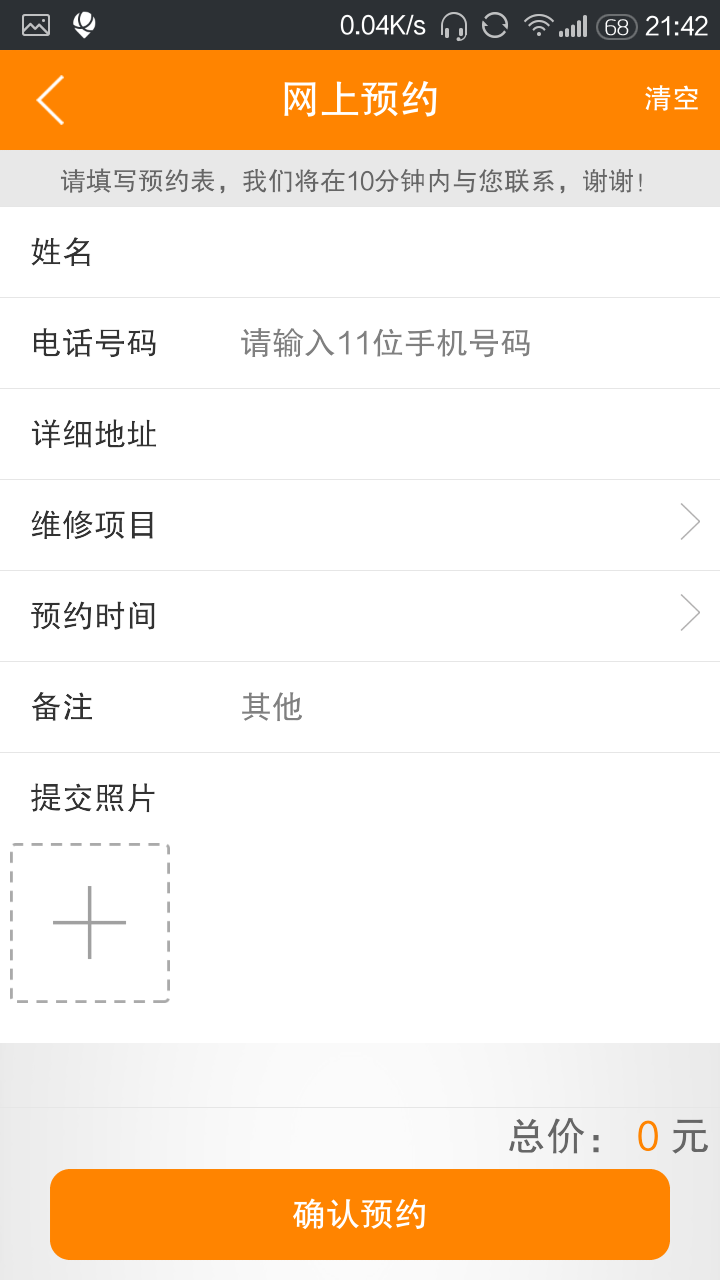 0.04K/s 68 21:42
网上预约 清空
请填写预约表，我们将在10分钟内与您联系，谢谢！
姓名
电话号码 请输入11位手机号码
详细地址
维修项目
预约时间
备注 其他
提交照片
总价： 0 元
确认预约